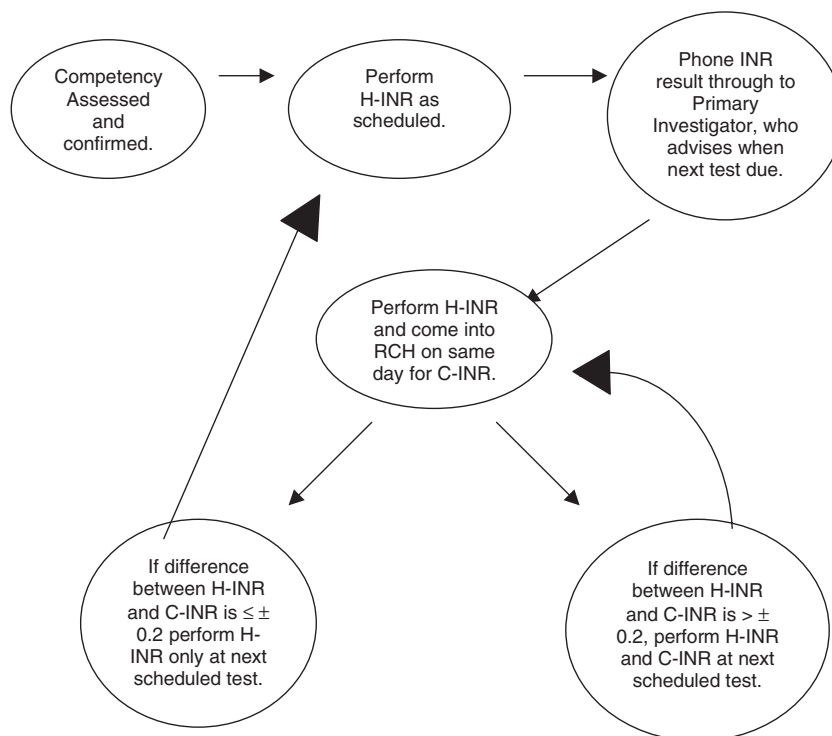 Competency
Assessed
and
confirmed.
Perform
H-INR as
scheduled.
Phone INR
result through to
Primary
Investigator, who
advises when
next test due.
Perform H-INR
and come into
RCH on same
day for C-INR.
If difference
between H-INR
and C-INR is ≤ ±
0.2 perform H-
INR only at next
scheduled test.
If difference
between H-INR
and C-INR is > ±
0.2, perform H-INR
and C-INR at next
scheduled test.